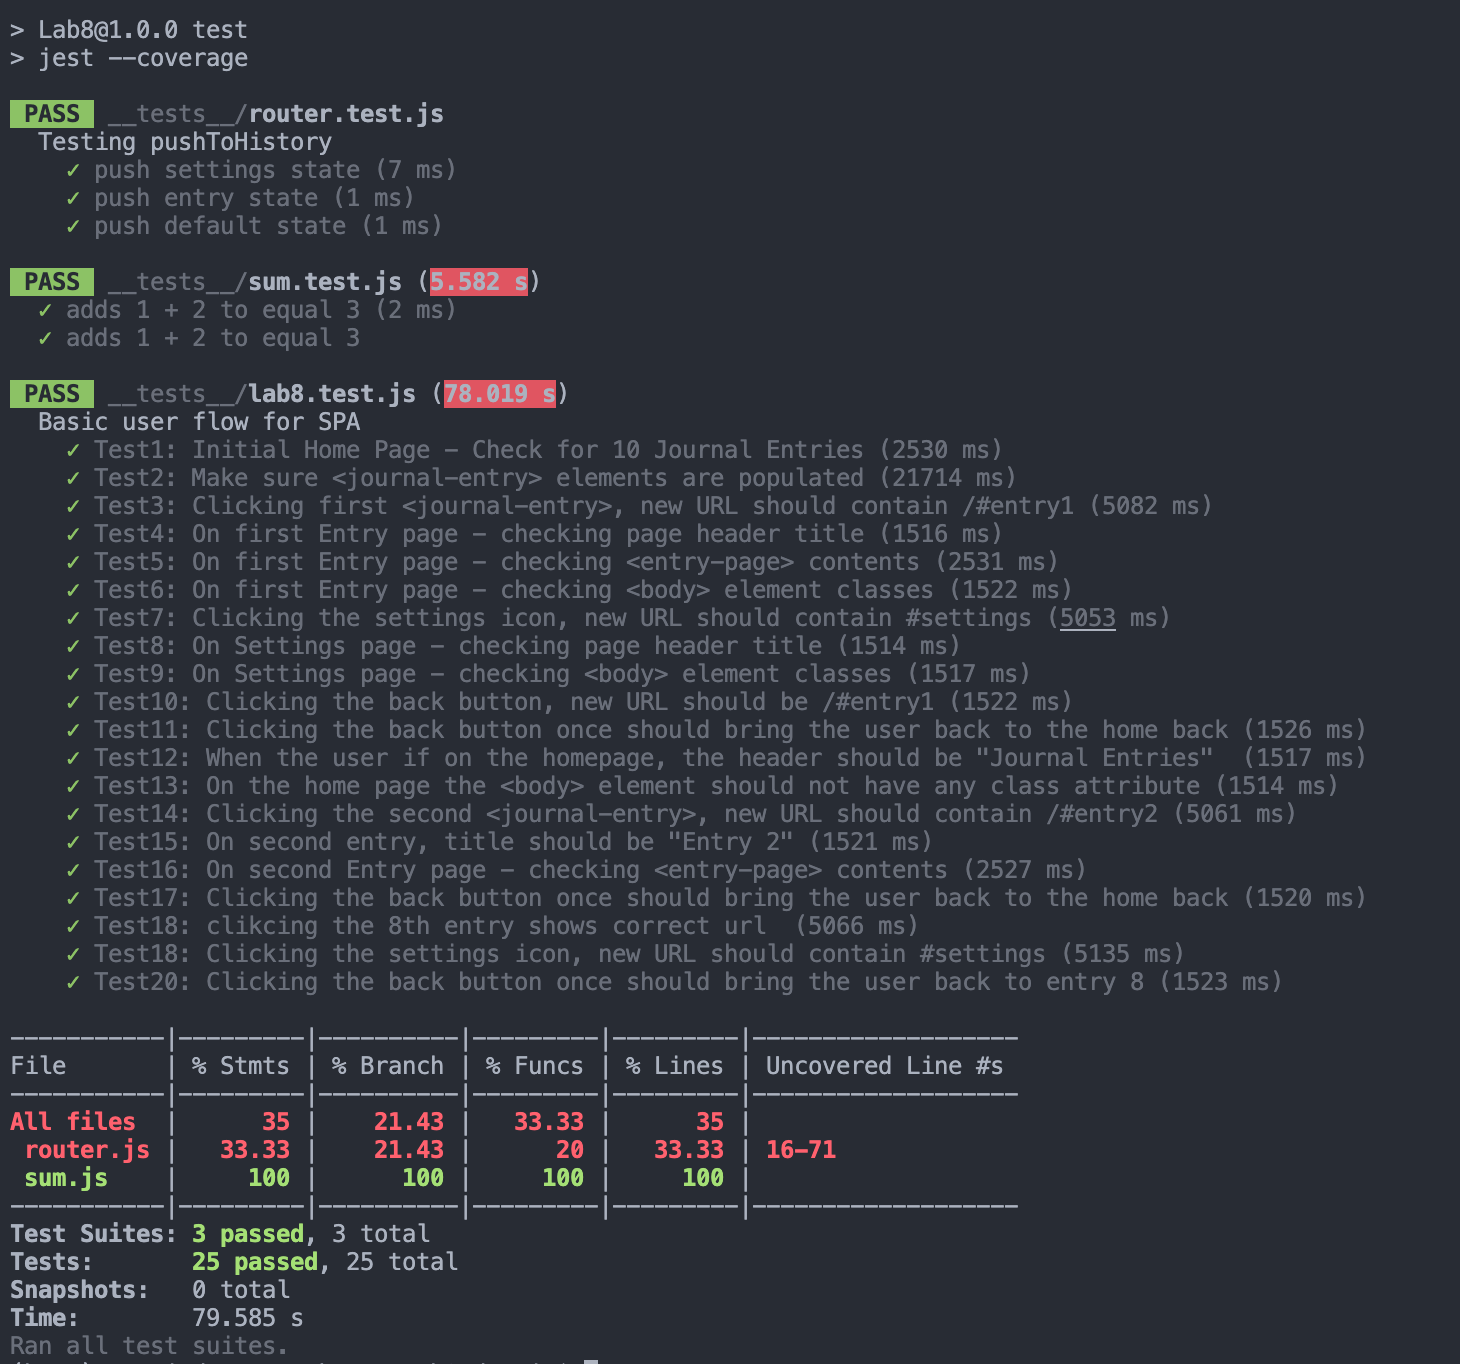 > Lab8@1.0.0 test
> jest --coverage
PASS __tests__/router.test.js
Testing pushToHistory
✓ push settings state (7 ms)
✓ push entry state (1 ms)
✓ push default state (1 ms)
PASS __tests__/sum.test.js (5.582 s)
✓ adds 1 + 2 to equal 3 (2 ms)
✓ adds 1 + 2 to equal 3
PASS __tests__/lab8.test.js (78.019 s)
Basic user flow for SPA
✓ Test1: Initial Home Page - Check for 10 Journal Entries (2530 ms)
✓ Test2: Make sure <journal-entry> elements are populated (21714 ms)
✓ Test3: Clicking first <journal-entry>, new URL should contain /#entry1 (5082 ms)
✓ Test4: On first Entry page - checking page header title (1516 ms)
✓ Test5: On first Entry page - checking <entry-page> contents (2531 ms)
✓ Test6: On first Entry page - checking <body> element classes (1522 ms)
✓ Test7: Clicking the settings icon, new URL should contain #settings (5053 ms)
✓ Test8: On Settings page - checking page header title (1514 ms)
✓ Test9: On Settings page - checking <body> element classes (1517 ms)
✓ Test10: Clicking the back button, new URL should be /#entry1 (1522 ms)
✓ Test11: Clicking the back button once should bring the user back to the home back (1526 ms)
✓ Test12: When the user if on the homepage, the header should be "Journal Entries"  (1517 ms)
✓ Test13: On the home page the <body> element should not have any class attribute (1514 ms)
✓ Test14: Clicking the second <journal-entry>, new URL should contain /#entry2 (5061 ms)
✓ Test15: On second entry, title should be "Entry 2" (1521 ms)
✓ Test16: On second Entry page - checking <entry-page> contents (2527 ms)
✓ Test17: Clicking the back button once should bring the user back to the home back (1520 ms)
✓ Test18: clikcing the 8th entry shows correct url  (5066 ms)
✓ Test18: Clicking the settings icon, new URL should contain #settings (5135 ms)
✓ Test20: Clicking the back button once should bring the user back to entry 8 (1523 ms)
-----------|---------|----------|---------|---------|-------------------
File       | % Stmts | % Branch | % Funcs | % Lines | Uncovered Line #s
-----------|---------|----------|---------|---------|-------------------
All files  |      35 |    21.43 |   33.33 |      35 |
router.js |   33.33 |    21.43 |      20 |   33.33 | 16-71
sum.js    |     100 |      100 |     100 |     100 |
-----------|---------|----------|---------|---------|-------------------
Test Suites: 3 passed, 3 total
Tests:       25 passed, 25 total
Snapshots:   0 total
Time:        79.585 s
Ran all test suites.